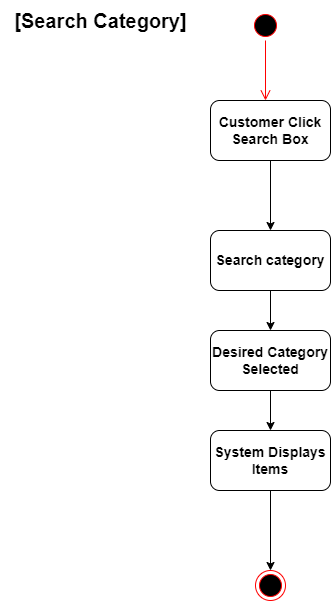 [Search Category]
Customer Click
Search Box
Search category
Desired Category
Selected
System Displays
Items